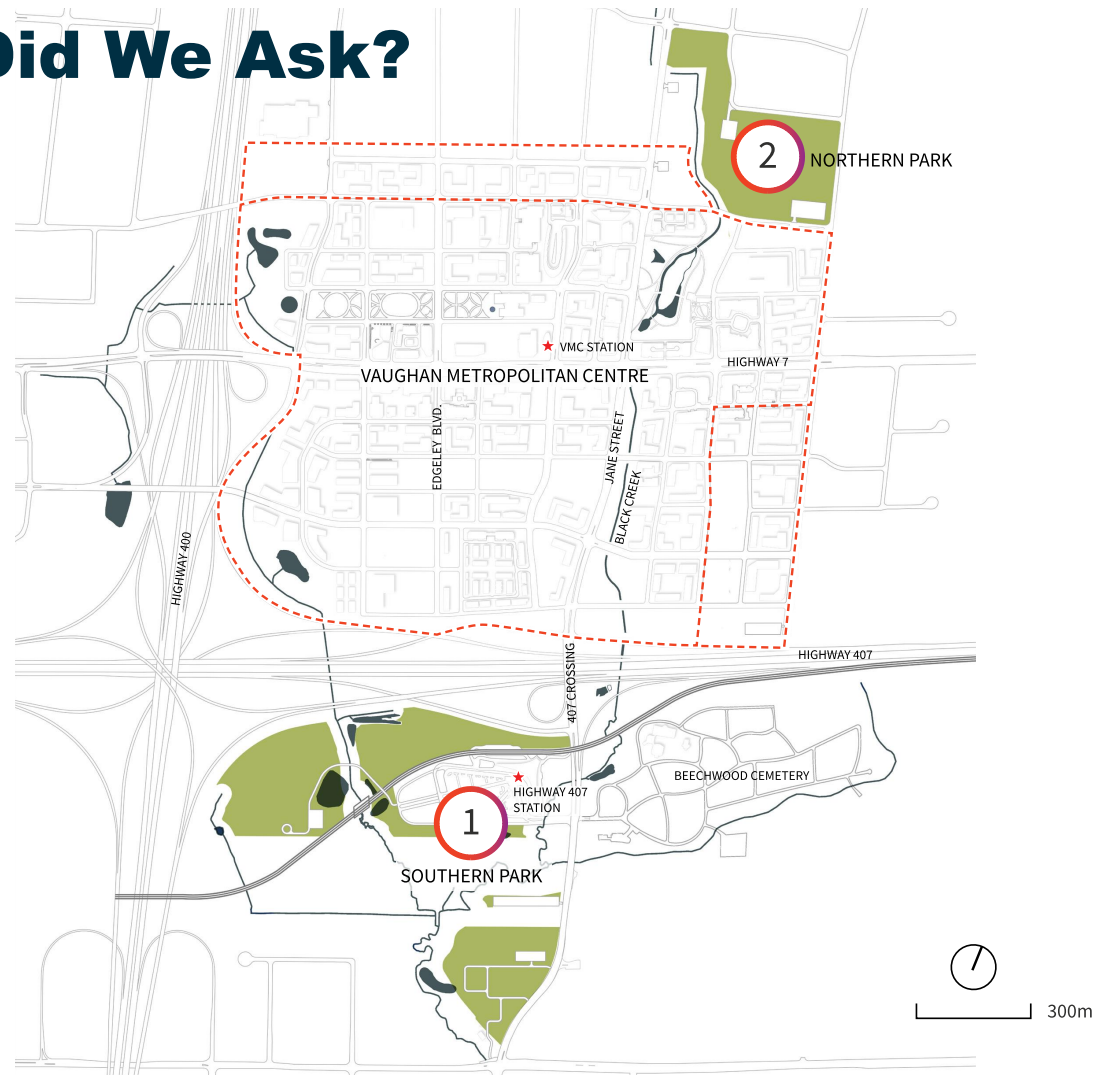 Did We Ask?
2
NORTHERN PARK
VMC STATION
HIGHWAY 7
VAUGHAN METROPOLITAN CENTRE
EDGELEY BLVD.
JANE STREET
BLACK CREEK
HIGHWAY 400
HIGHWAY 407
407 CROSSING
BEECHWOOD CEMETERY
HIGHWAY 407
STATION
1
SOUTHERN PARK
300m